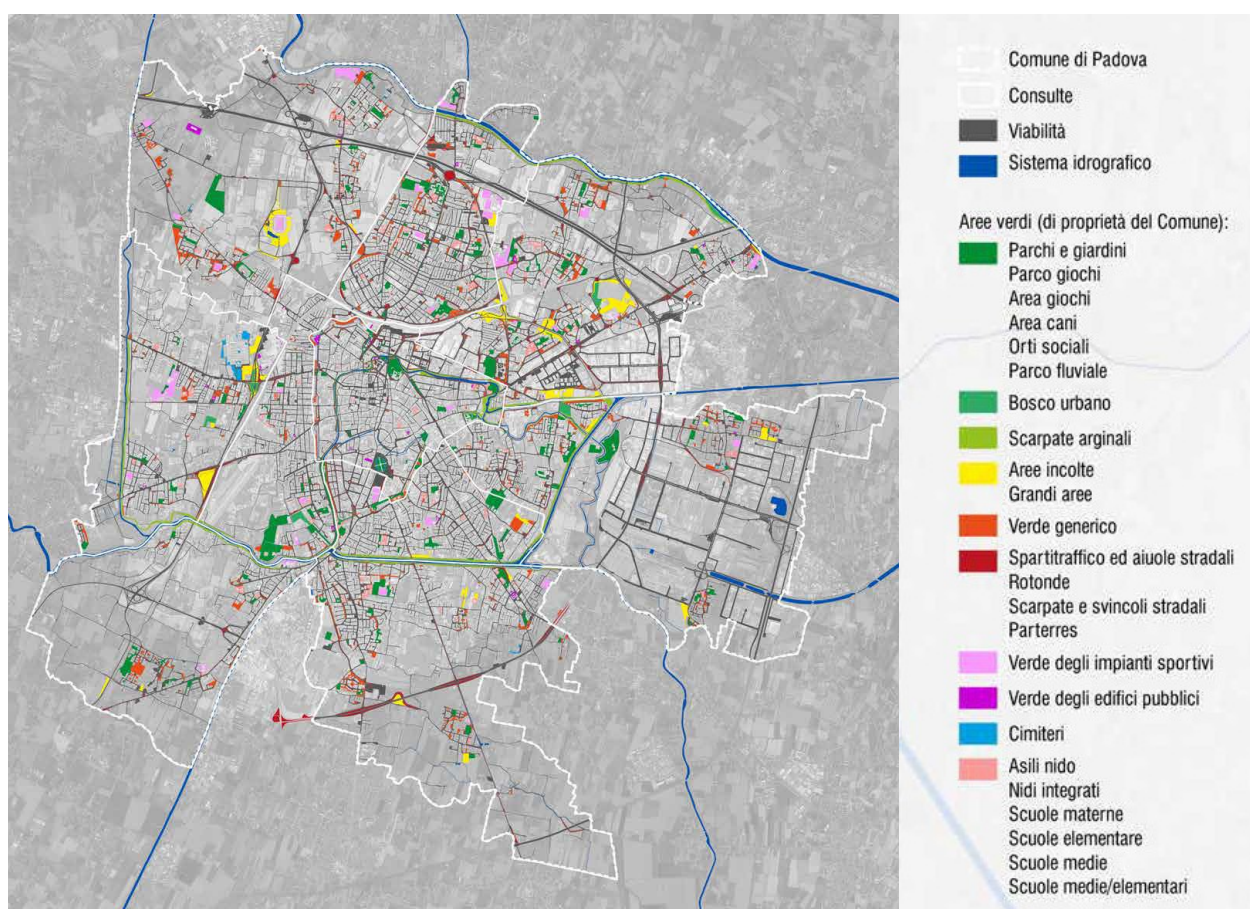 Comune di Padova
Consulte
Viabilità
Sistema idrografico
Aree verdi (di proprietà del Comune):
Parchi e giardini
Parco giochi
Area giochi
Area cani
Orti sociali
Parco fluviale
Bosco urbano
Scarpate arginali
Aree incolte
Grandi aree
Verde generico
Spartitraffico ed aiuole stradali
Rotonde
Scarpate e svincoli stradali
Parterres
Verde degli impianti sportivi
Verde degli edifici pubblici
Cimiteri
Asili nido
Nidi integrati
Scuole materne
Scuole elementare
Scuole medie
Scuole medie/elementari